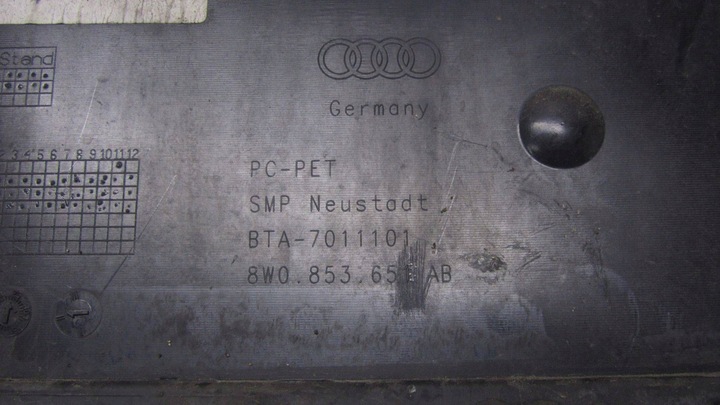 Stand
3 4 5 6 7 8 9 10 11 12
Germany
PC-PET
SMP Neustadt
BTA-7011101
8W0.853.651 AB